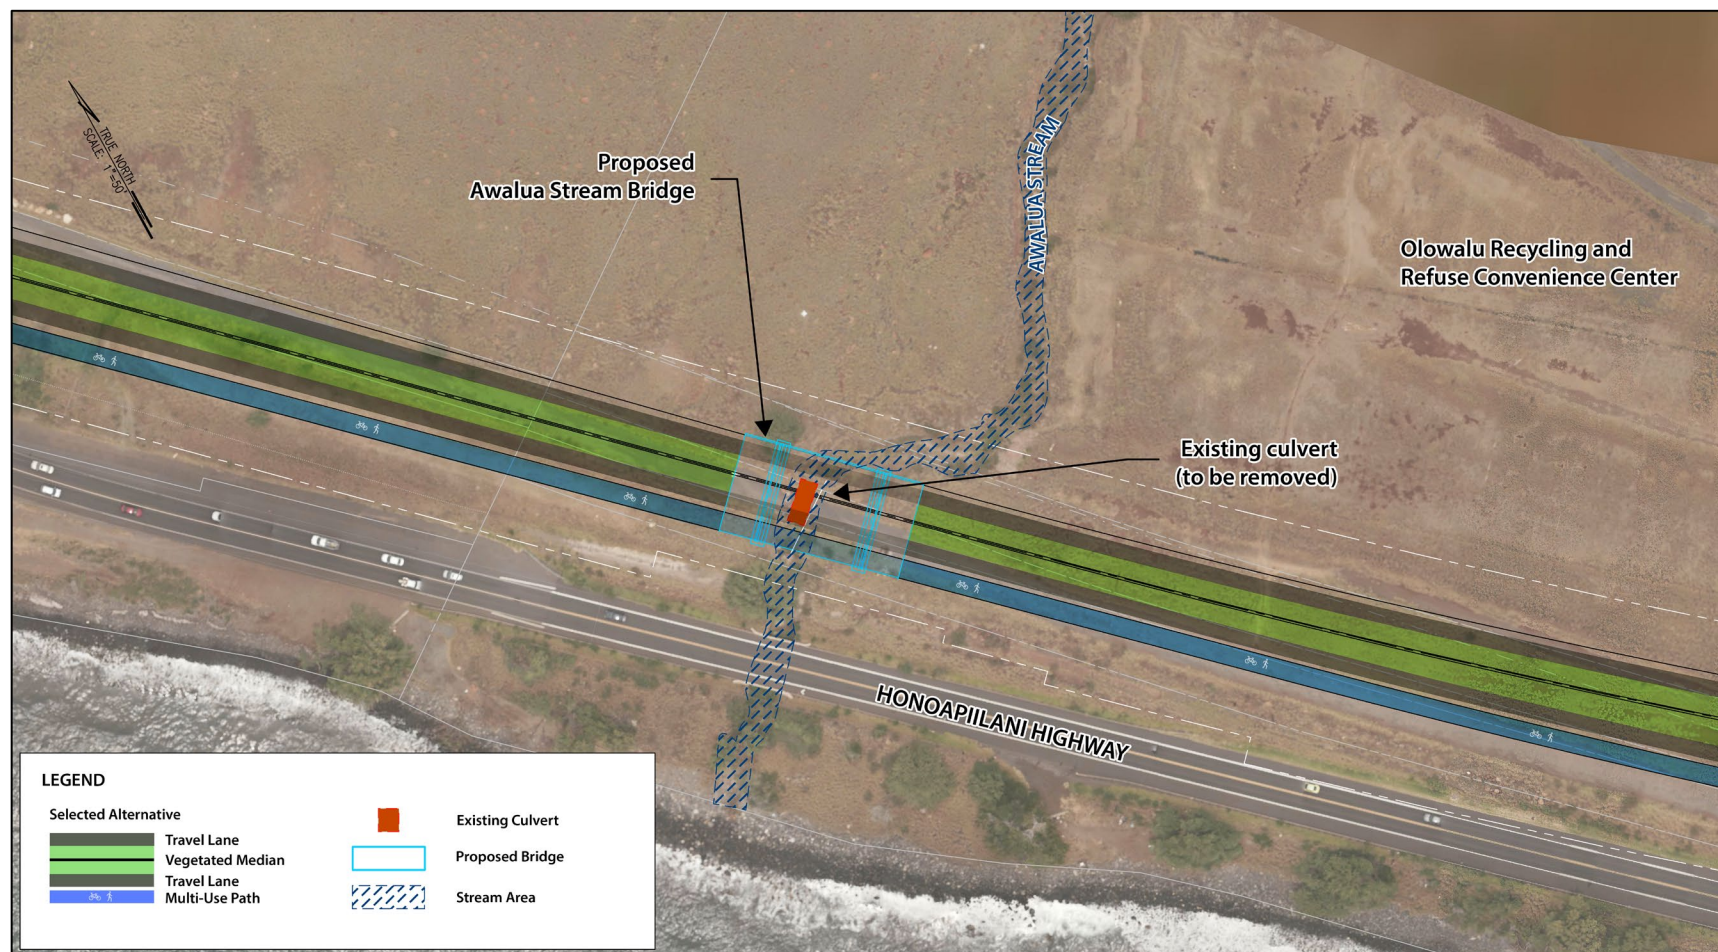 TRUE NORTH
SCALE: 1"=50'
Proposed
Awalua Stream Bridge
AWALUA STREAM
Olowalu Recycling and
Refuse Convenience Center
Existing culvert
(to be removed)
HONOAPIILANI HIGHWAY
LEGEND
Selected Alternative
Travel Lane
Vegetated Median
Travel Lane
Multi-Use Path
Existing Culvert
Proposed Bridge
Stream Area